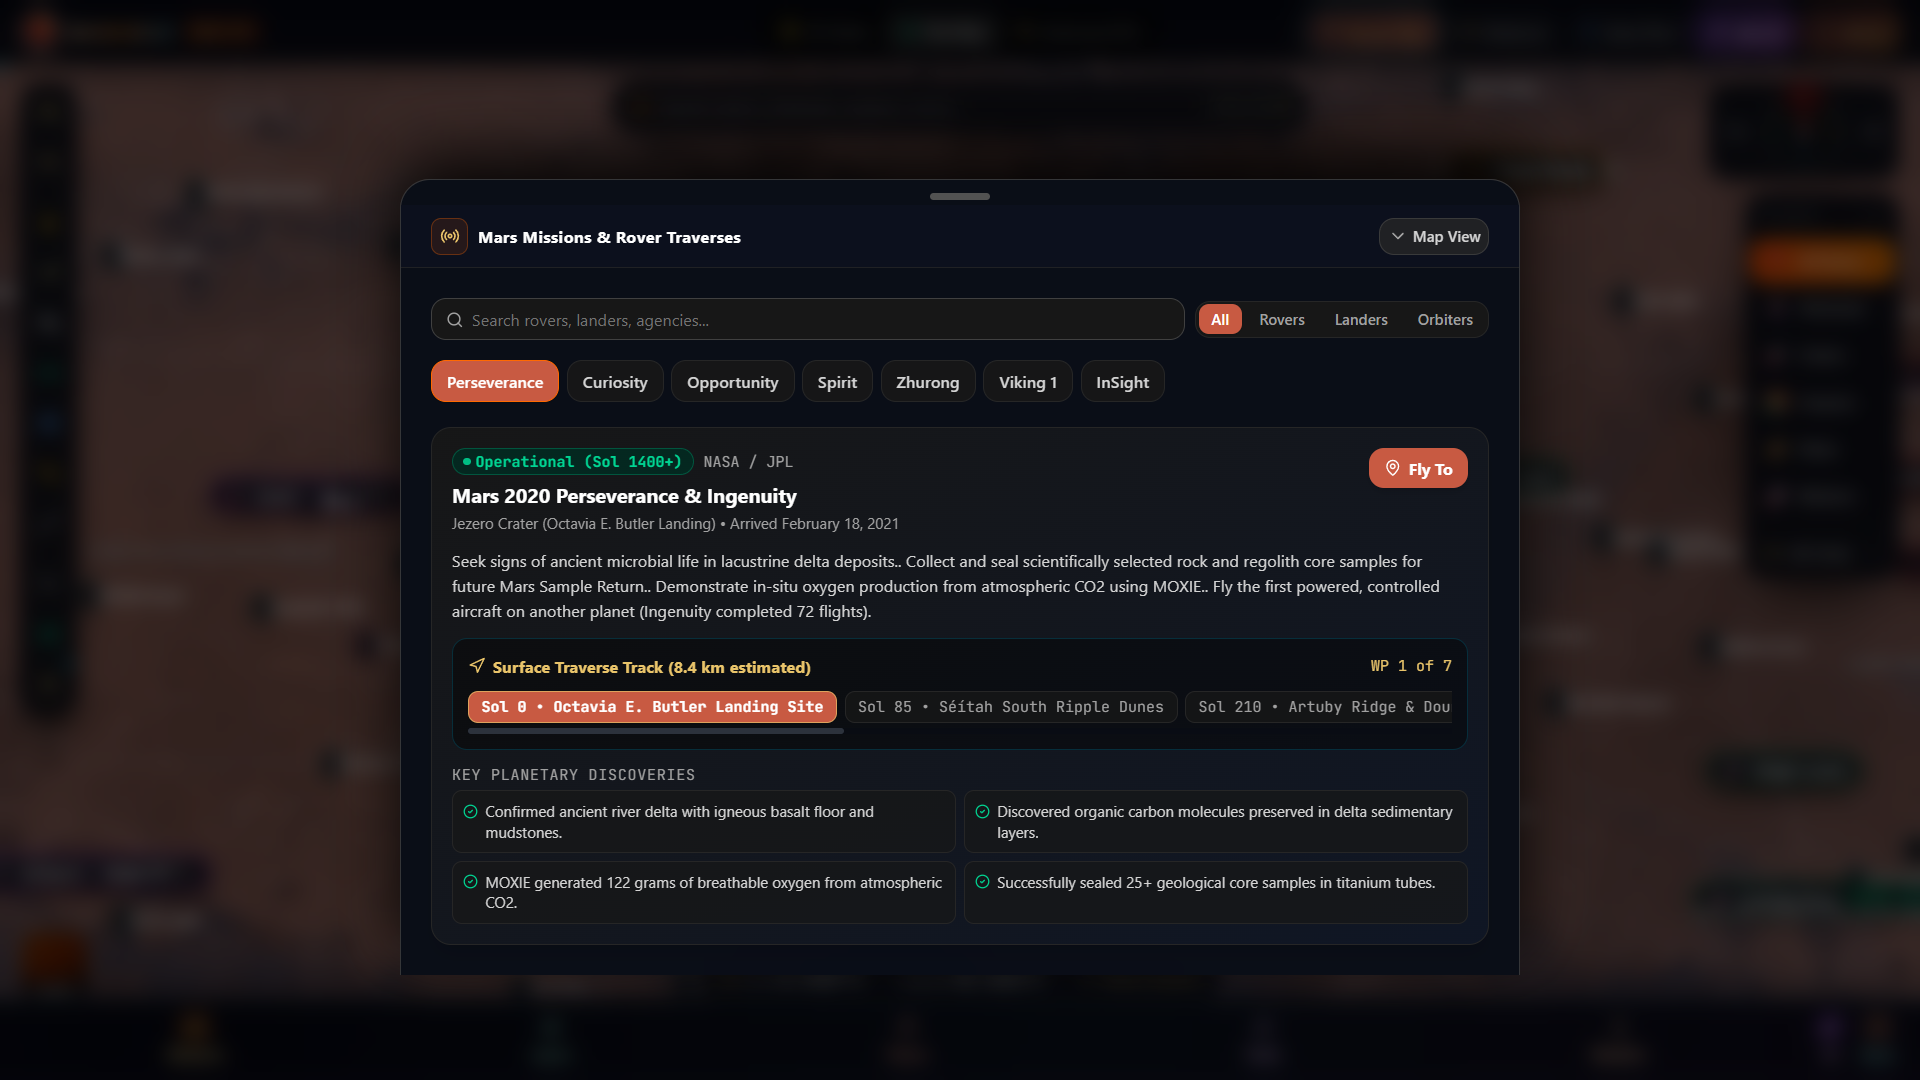 Mars Missions & Rover Traverses
Map View
Search rovers, landers, agencies...
All
Rovers
Landers
Orbiters
Perseverance
Curiosity
Opportunity
Spirit
Zhurong
Viking 1
InSight
Operational (Sol 1400+)
NASA / JPL
Fly To
Mars 2020 Perseverance & Ingenuity
Jezero Crater (Octavia E. Butler Landing) • Arrived February 18, 2021
Seek signs of ancient microbial life in lacustrine delta deposits.. Collect and seal scientifically selected rock and regolith core samples for
future Mars Sample Return.. Demonstrate in-situ oxygen production from atmospheric CO2 using MOXIE.. Fly the first powered, controlled
aircraft on another planet (Ingenuity completed 72 flights).
Surface Traverse Track (8.4 km estimated)
WP 1 of 7
Sol 0 • Octavia E. Butler Landing Site
Sol 85 • Séítah South Ripple Dunes
Sol 210 • Artuby Ridge & Dou
KEY PLANETARY DISCOVERIES
Confirmed ancient river delta with igneous basalt floor and
mudstones.
Discovered organic carbon molecules preserved in delta sedimentary
layers.
MOXIE generated 122 grams of breathable oxygen from atmospheric
CO2.
Successfully sealed 25+ geological core samples in titanium tubes.